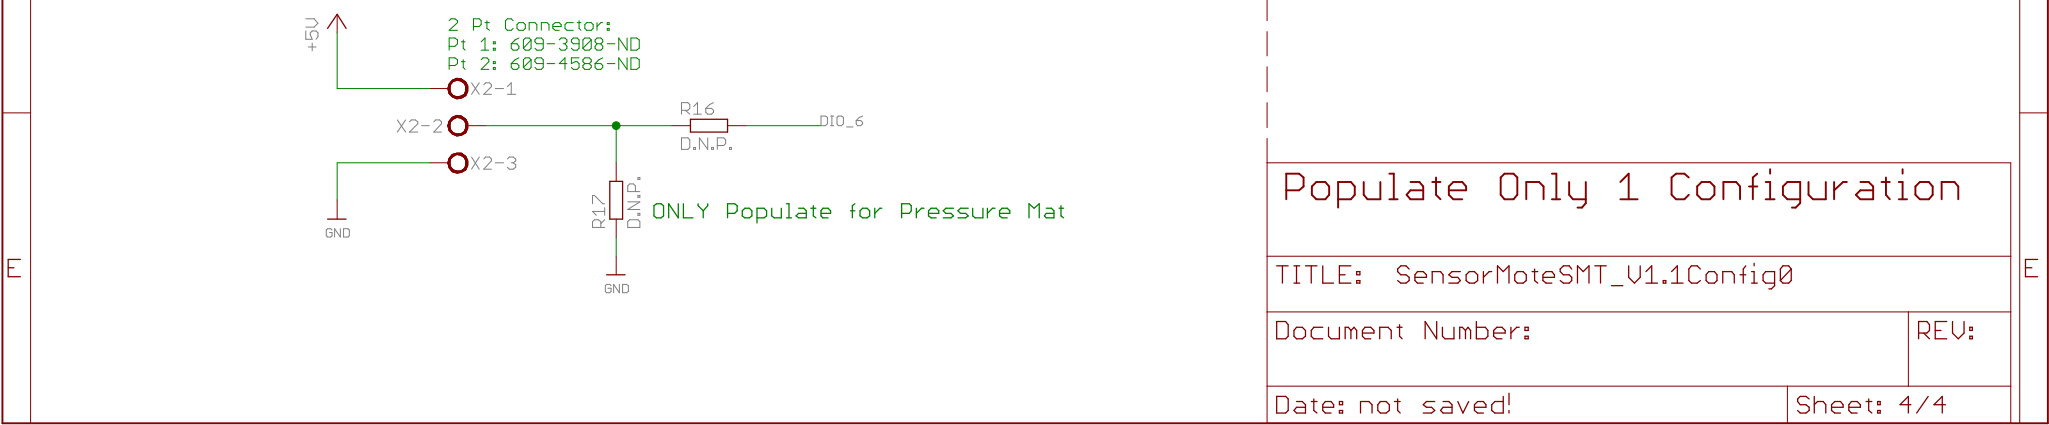 +5V
2 Pt Connector:
Pt 1: 609-3908-ND
Pt 2: 609-4586-ND
X2-1
X2-2
X2-3
R16
D.N.P.
DIO_6
R17
D.N.P.
ONLY Populate for Pressure Mat
GND
GND
E
E
Populate Only 1 Configuration
TITLE: SensorMoteSMT_V1.1Config0
Document Number:
REV:
Date: not saved!
Sheet: 4/4